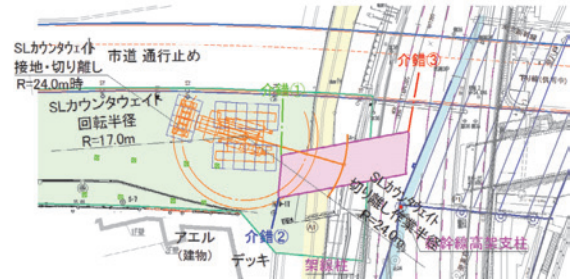 SLカウンタウェイト
接地・切り離し
R=24.0m時
市道 通行止め
SLカウンタウェイト
回転半径
R=17.0m
介錯①
介錯③
SLカウンタウェイト
切り離し作業半径
R=24.0m
介錯②
アエル
(建物)
デッキ
架線柱
新幹線高架支柱